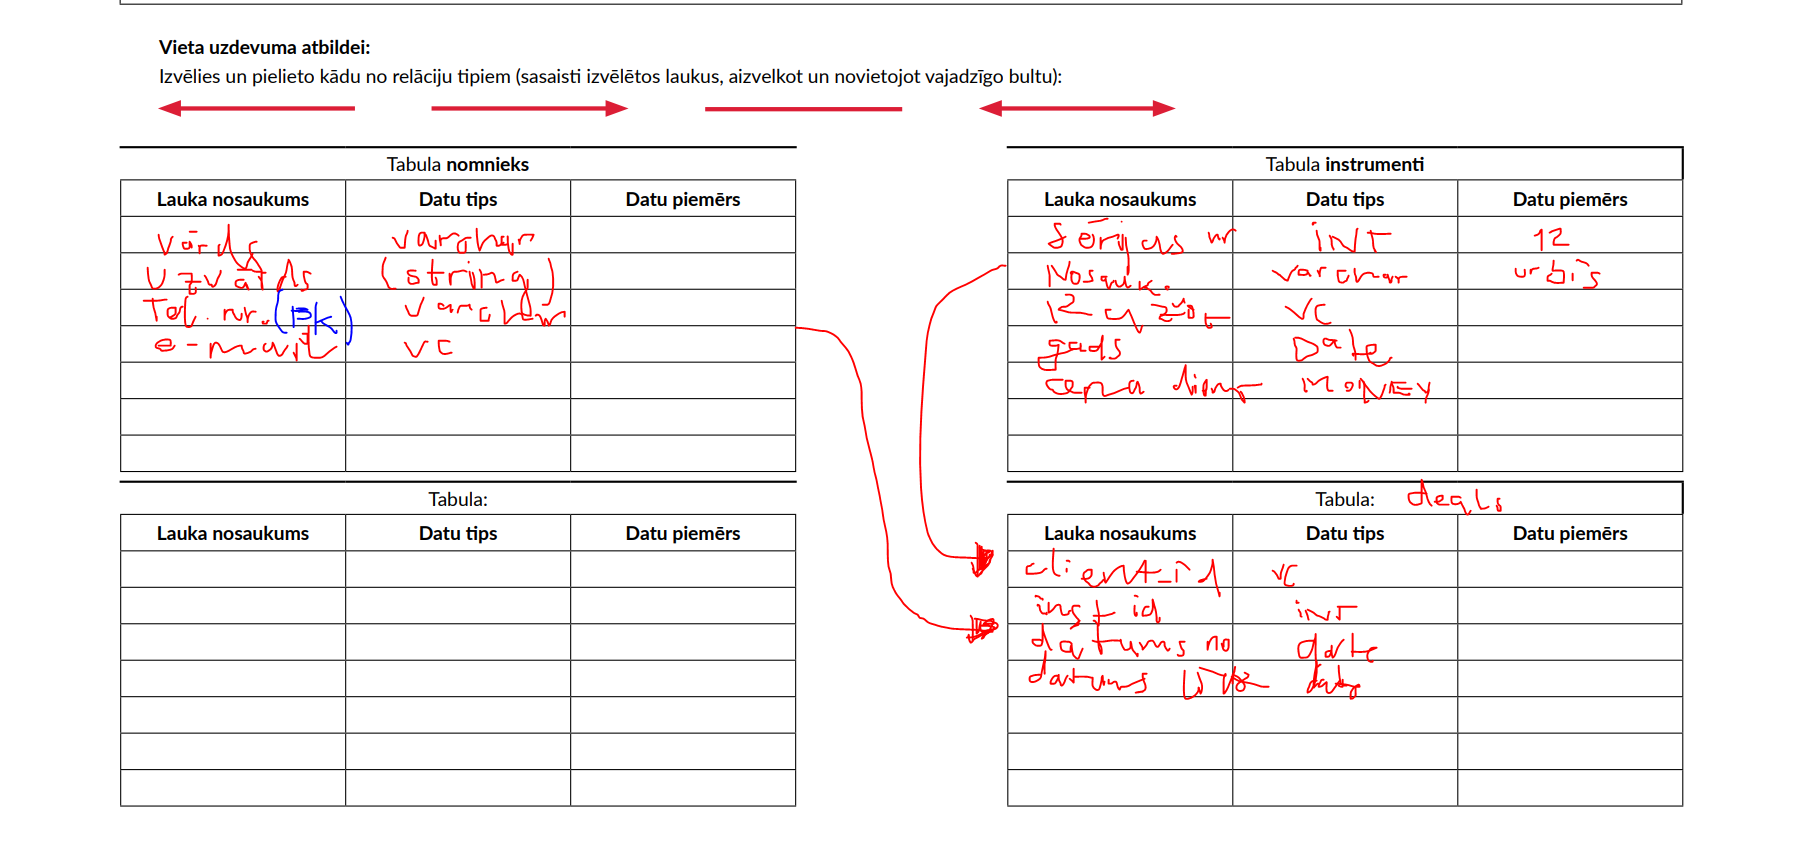 Vieta uzdevuma atbildei:
Izvēlies un pielieto kādu no relāciju tipiem (sasaisti izvēlētos laukus, aizvelkot un novietojot vajadzīgo bultu):
Tabula nomnieks
Lauka nosaukums Datu tips Datu piemērs
Vārds varchar
Uzvārds (string)
Tel. nr. (PK) varchar
e-mail VC
Tabula instrumenti
Lauka nosaukums Datu tips Datu piemērs
Sērijas nr INT 12
Nosauk. varchar urbis
VC
gads Date
cena dienā MONEY
Tabula:
Lauka nosaukums Datu tips Datu piemērs
Tabula: deals
Lauka nosaukums Datu tips Datu piemērs
client_id VC
inst id INT
datums no date
datums līdz date